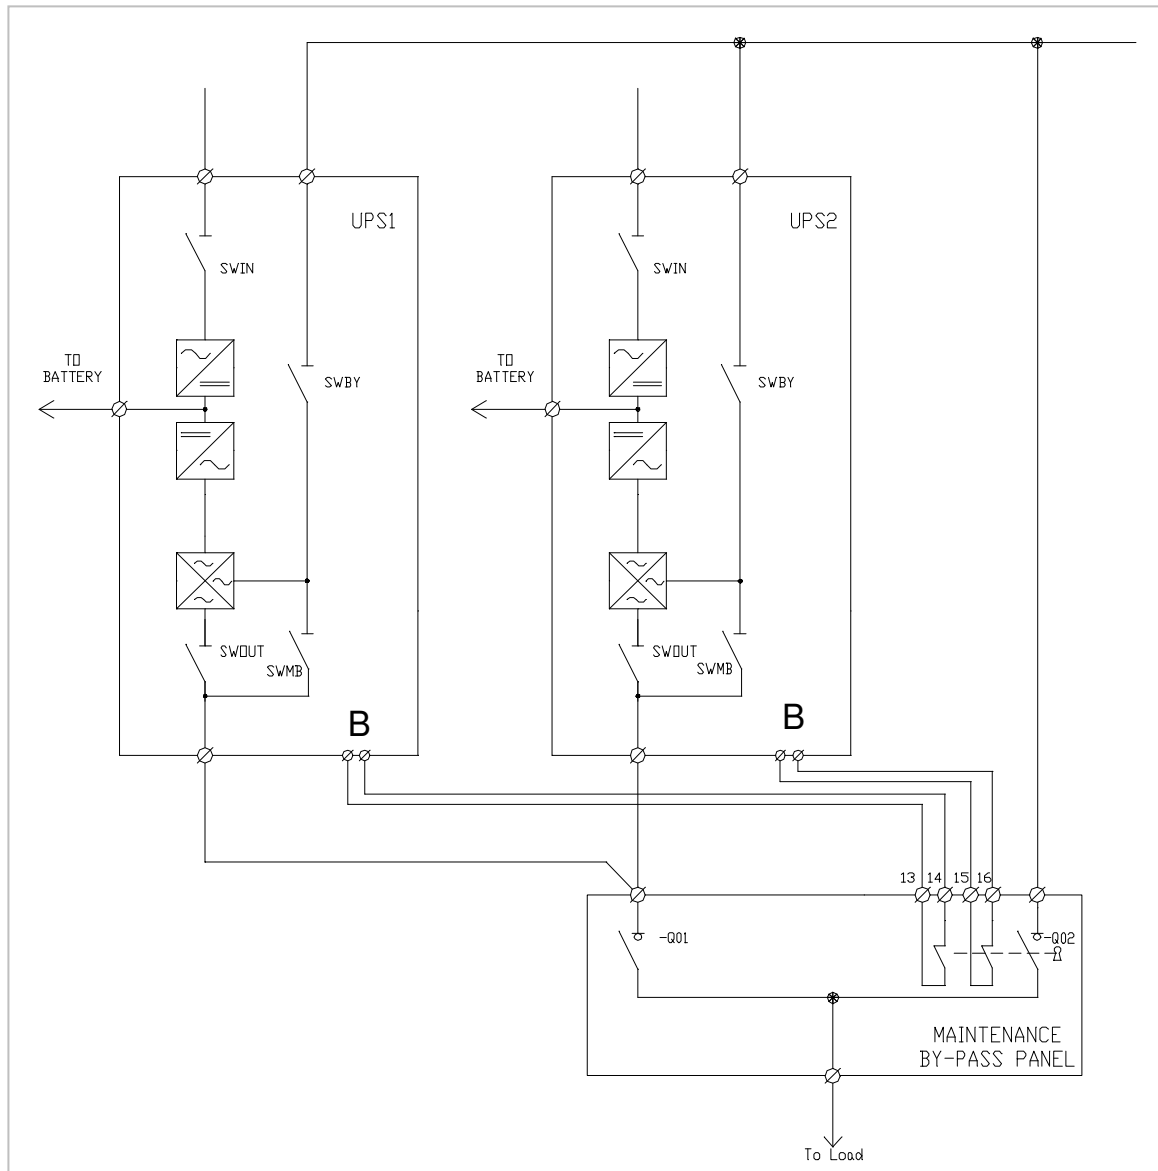 UPS1
UPS2
SWIN
SWIN
TO
BATTERY
SWBY
TO
BATTERY
SWBY
SWOUT
SWMB
SWOUT
SWMB
B
B
13 14 15 16
-Q01
-Q02
MAINTENANCE
BY-PASS PANEL
To Load